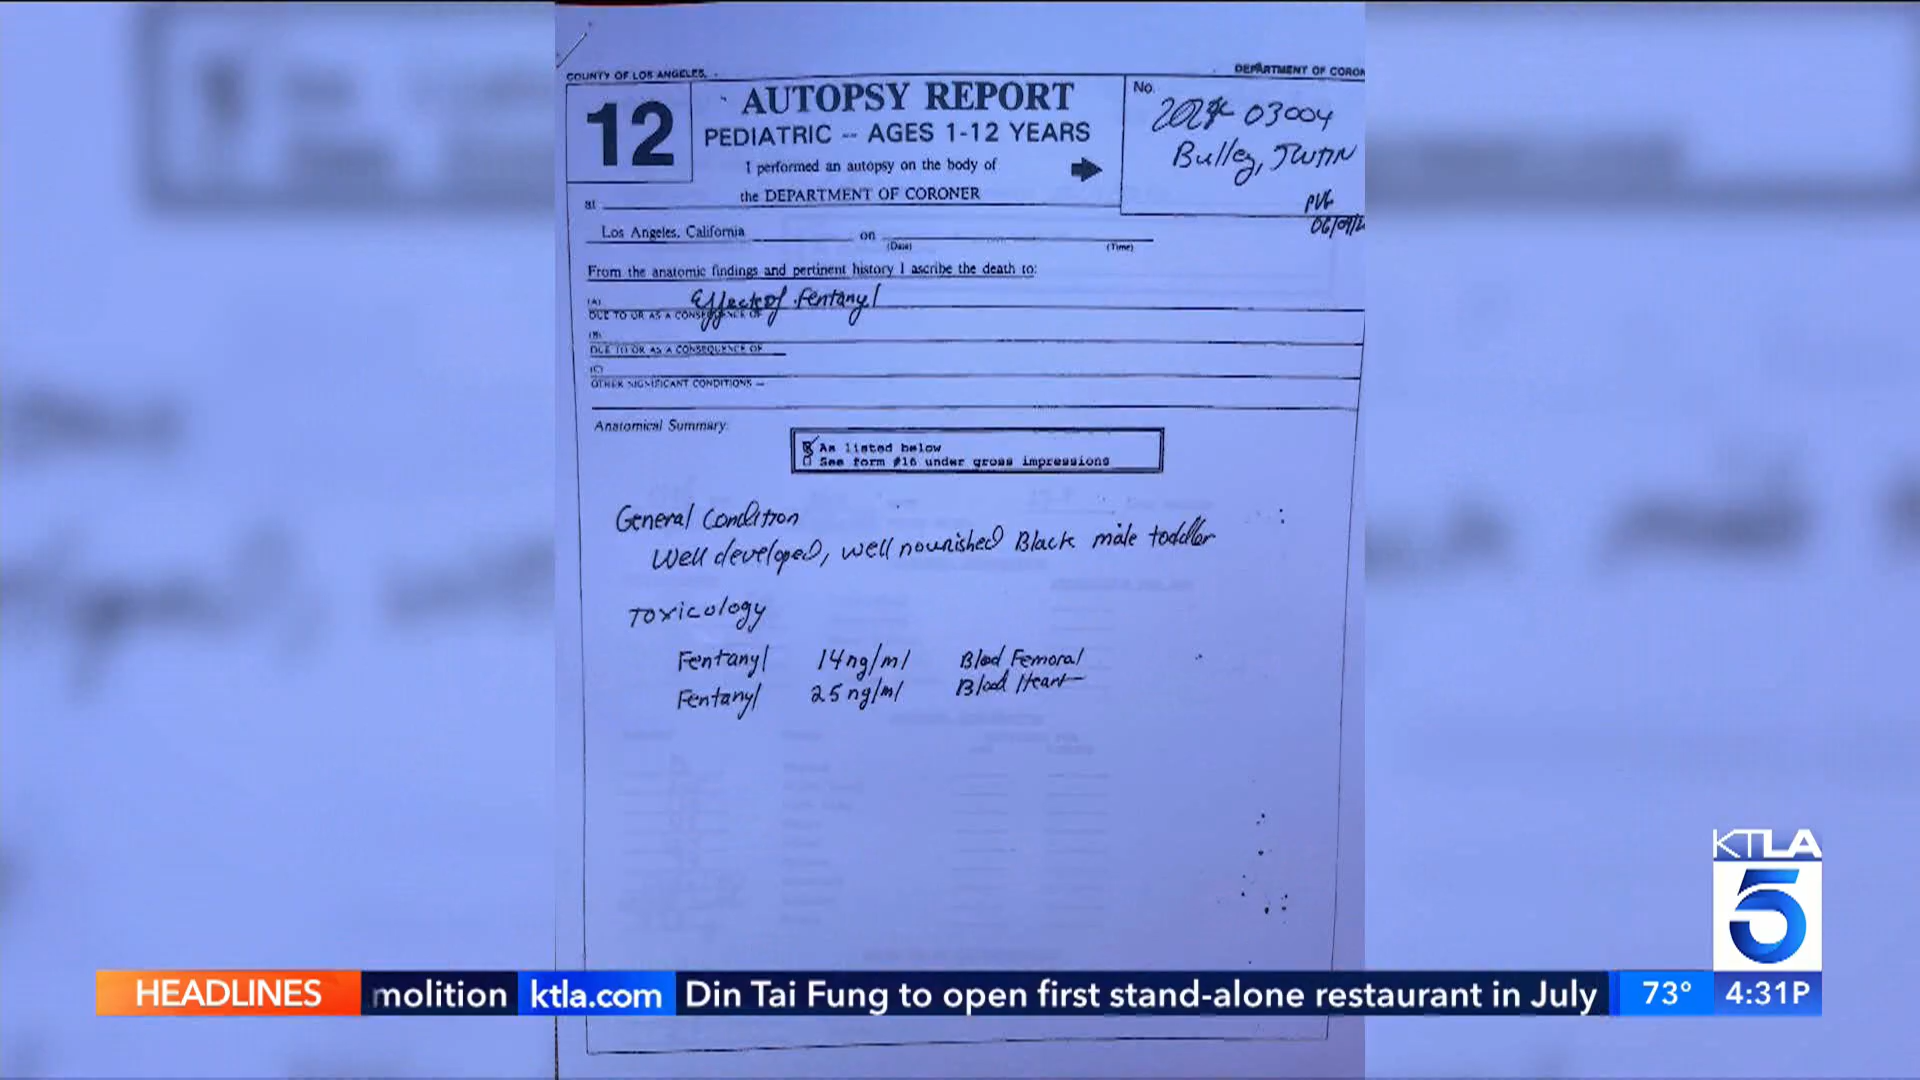 COUNTY OF LOS ANGELES
DEPARTMENT OF CORON
12
AUTOPSY REPORT
PEDIATRIC -- AGES 1-12 YEARS
I performed an autopsy on the body of
the DEPARTMENT OF CORONER
No.
03004
Bulley, Justin
at
Los Angeles, California on
(Date) (Time)
From the anatomic findings and pertinent history I ascribe the death to:
(A) Effect of Fentanyl
DUE TO OR AS A CONSEQUENCE OF
(B)
DUE TO OR AS A CONSEQUENCE OF
(C)
OTHER SIGNIFICANT CONDITIONS —
Anatomical Summary:
As listed below
See form #16 under gross impressions
General Condition
Well developed, well nourished Black male toddler
Toxicology
Fentanyl 14 ng/ml Blood Femoral
Fentanyl 25 ng/ml Blood Heart
KTLA
5
HEADLINES molition ktla.com Din Tai Fung to open first stand-alone restaurant in July 73° 4:31P